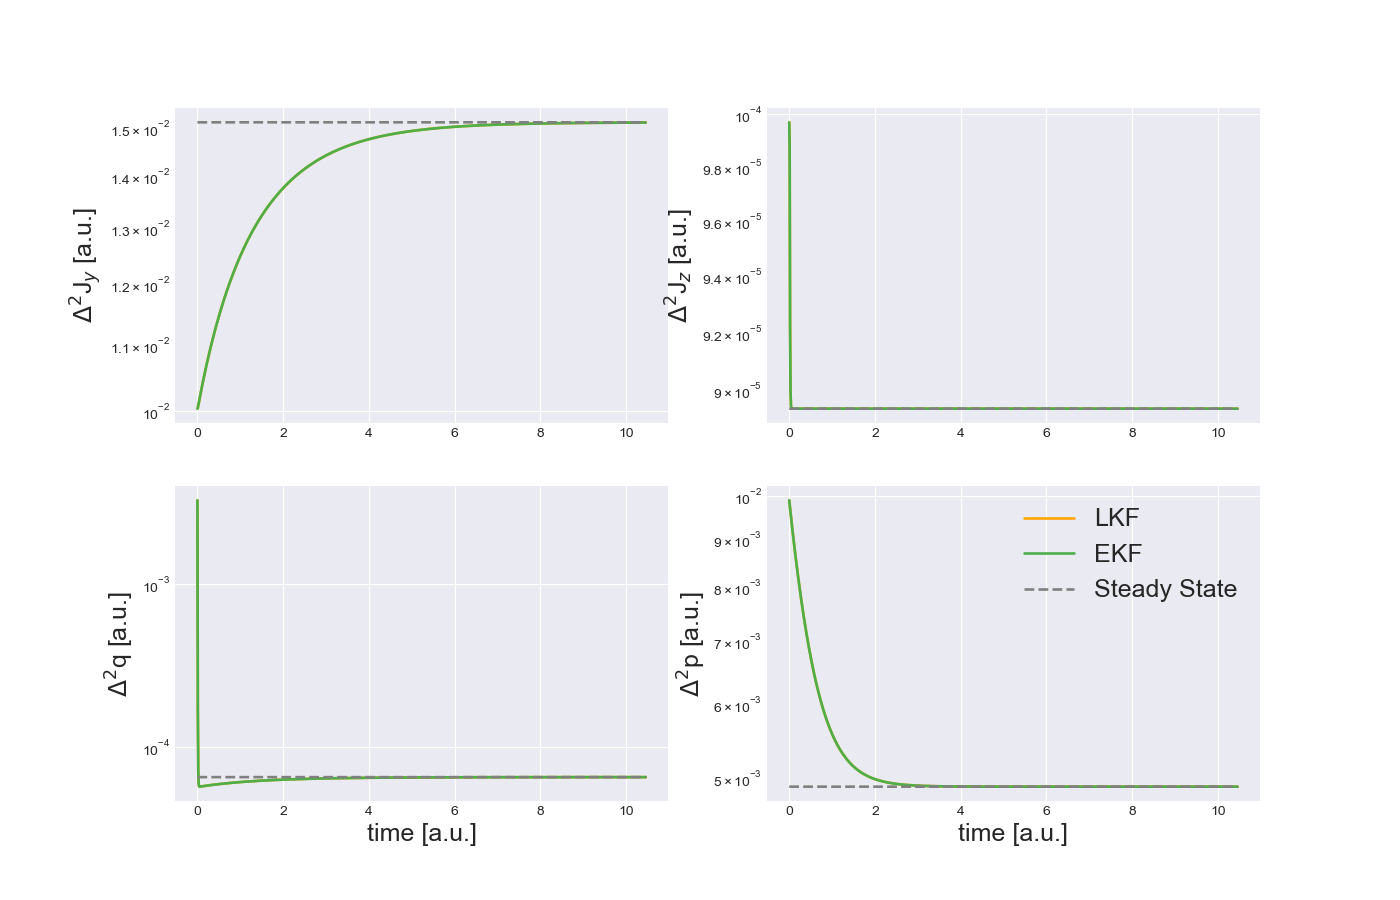 Δ²J_y [a.u.]
1.5 × 10⁻²
1.4 × 10⁻²
1.3 × 10⁻²
1.2 × 10⁻²
1.1 × 10⁻²
10⁻²
0 2 4 6 8 10
Δ²J_z [a.u.]
10⁻⁴
9.8 × 10⁻⁵
9.6 × 10⁻⁵
9.4 × 10⁻⁵
9.2 × 10⁻⁵
9 × 10⁻⁵
0 2 4 6 8 10
Δ²q [a.u.]
10⁻³
10⁻⁴
0 2 4 6 8 10
time [a.u.]
Δ²p [a.u.]
10⁻²
9 × 10⁻³
8 × 10⁻³
7 × 10⁻³
6 × 10⁻³
5 × 10⁻³
LKF
EKF
Steady State
0 2 4 6 8 10
time [a.u.]